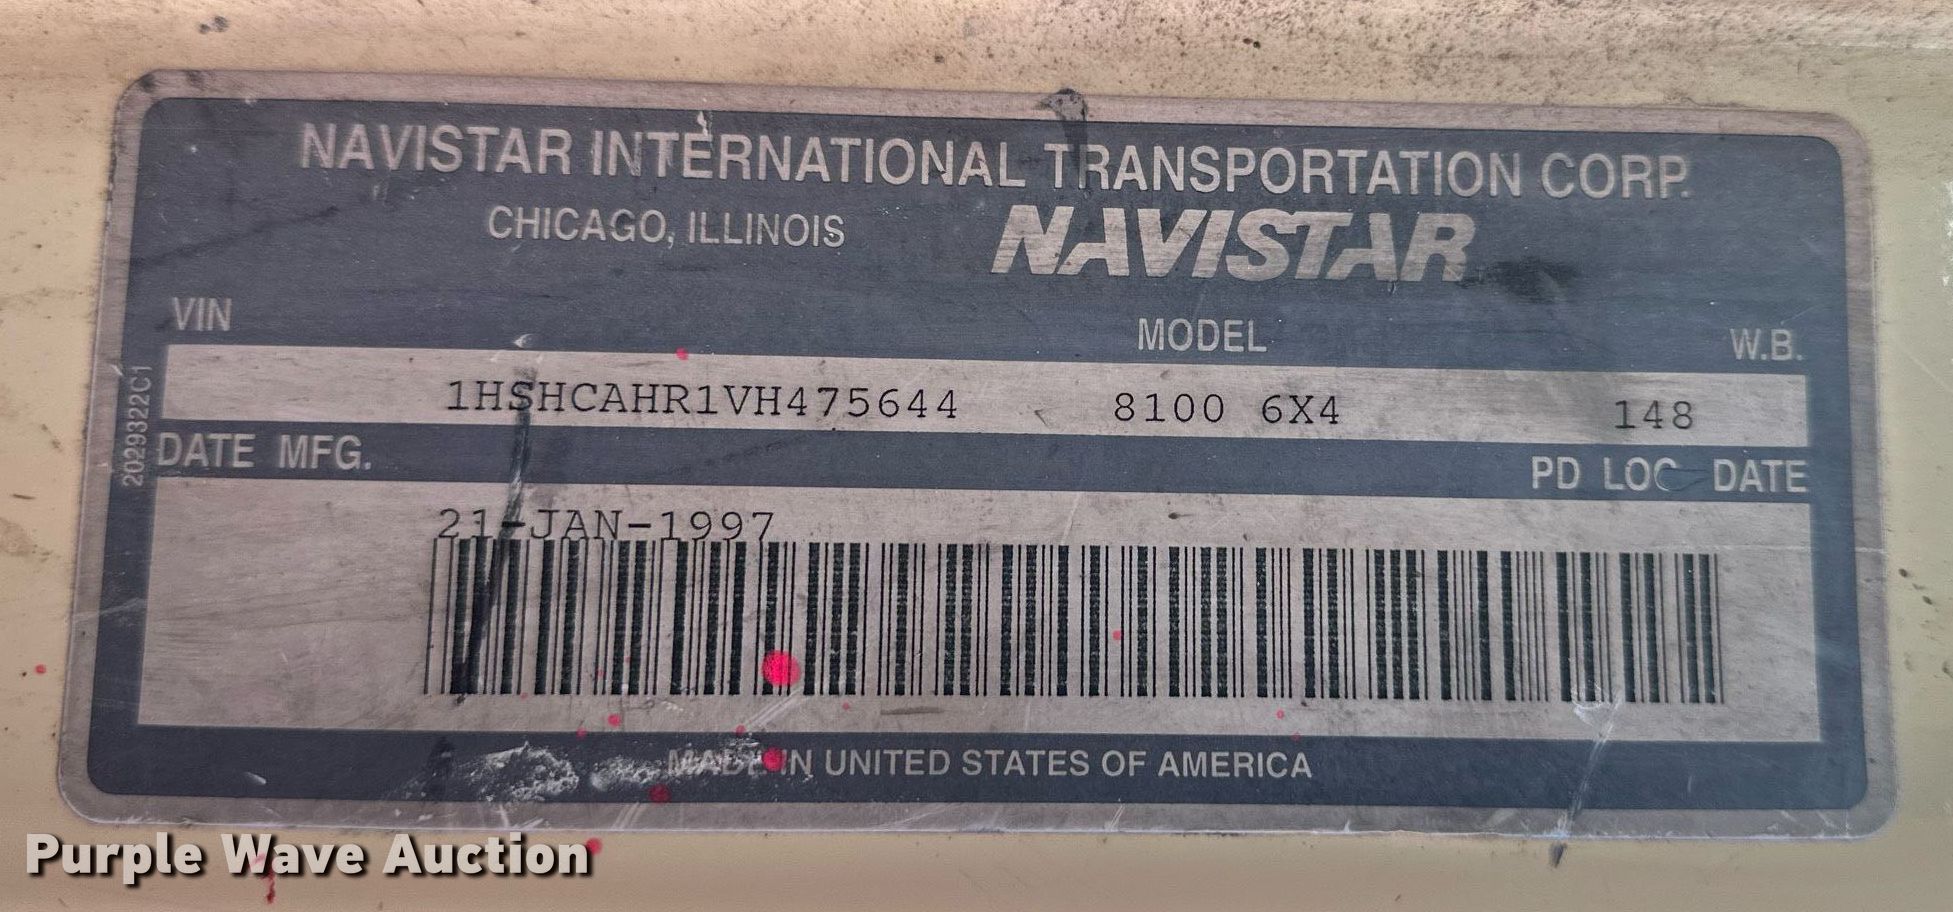 NAVISTAR INTERNATIONAL TRANSPORTATION CORP.
CHICAGO, ILLINOIS NAVISTAR
VIN MODEL W.B.
1HSHCAHR1VH475644 8100 6X4 148
2029322C1
DATE MFG. PD LOC DATE
21-JAN-1997
MADE IN UNITED STATES OF AMERICA
Purple Wave Auction